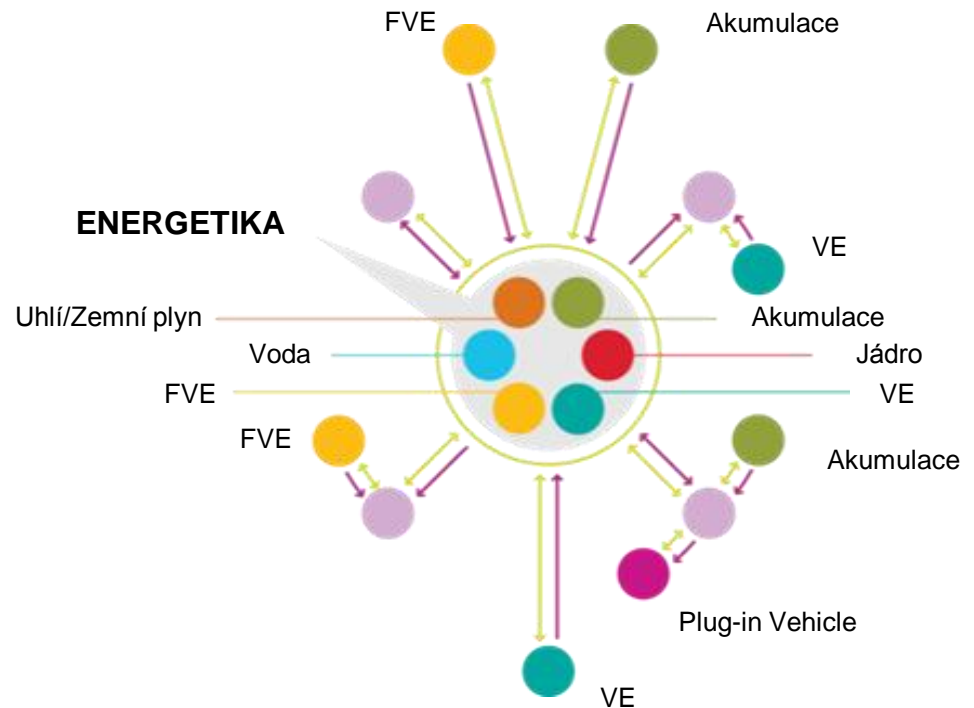 FVE
Akumulace
ENERGETIKA
VE
Uhlí/Zemní plyn
Akumulace
Voda
Jádro
FVE
VE
FVE
Akumulace
Plug-in Vehicle
VE